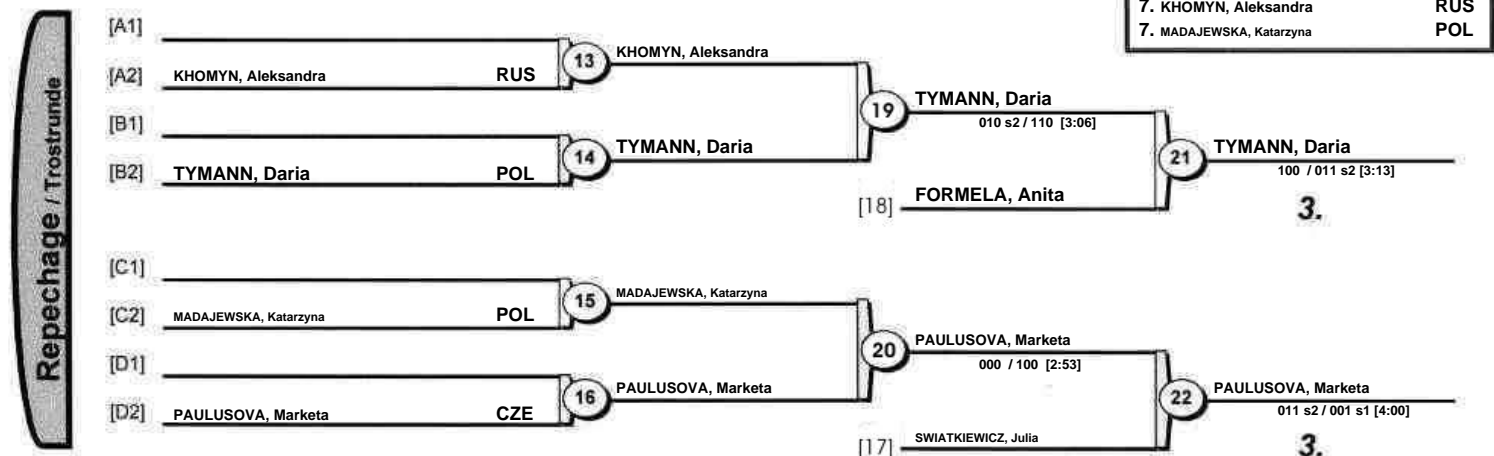 7. KHOMYN, Aleksandra RUS
7. MADAJEWSKA, Katarzyna POL
Repechage / Trostrunde
[A1]
[A2] KHOMYN, Aleksandra RUS
13 KHOMYN, Aleksandra
[B1]
[B2] TYMANN, Daria POL
14 TYMANN, Daria
19 TYMANN, Daria
010 s2 / 110 [3:06]
[18] FORMELA, Anita
21 TYMANN, Daria
100 / 011 s2 [3:13]
3.
[C1]
[C2] MADAJEWSKA, Katarzyna POL
15 MADAJEWSKA, Katarzyna
[D1]
[D2] PAULUSOVA, Marketa CZE
16 PAULUSOVA, Marketa
20 PAULUSOVA, Marketa
000 / 100 [2:53]
[17] SWIATKIEWICZ, Julia
22 PAULUSOVA, Marketa
011 s2 / 001 s1 [4:00]
3.